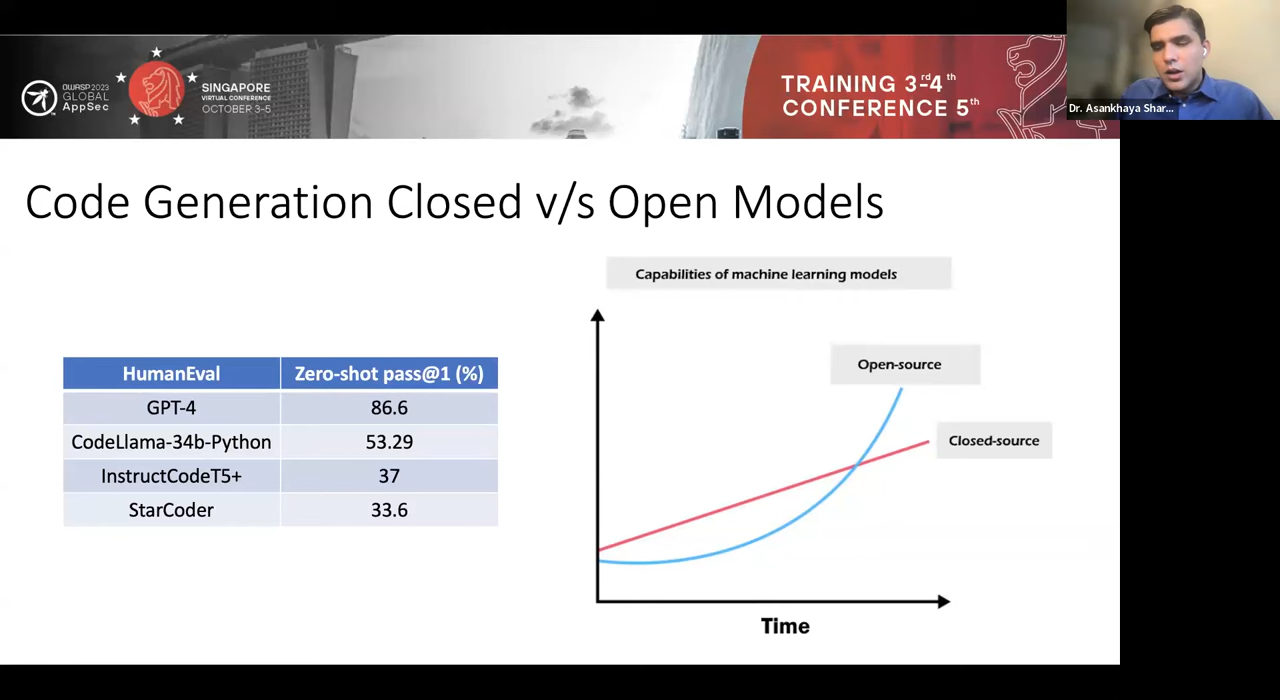 OWASP 2023
GLOBAL
AppSec
SINGAPORE
VIRTUAL CONFERENCE
OCTOBER 3-5
TRAINING 3rd-4th
CONFERENCE 5th
Dr. Asankhaya Shar...
Code Generation Closed v/s Open Models
HumanEval Zero-shot pass@1 (%)
GPT-4 86.6
CodeLlama-34b-Python 53.29
InstructCodeT5+ 37
StarCoder 33.6
Capabilities of machine learning models
Open-source
Closed-source
Time